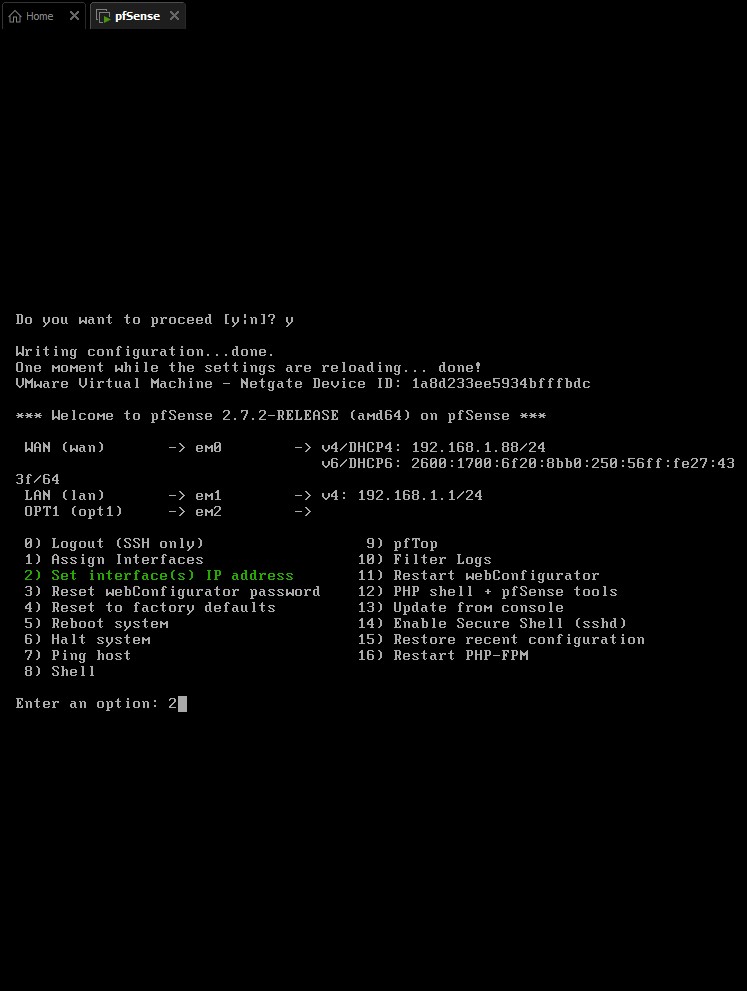 Home
pfSense
Do you want to proceed [y|n]? y
Writing configuration...done.
One moment while the settings are reloading... done!
VMware Virtual Machine - Netgate Device ID: 1a8d233ee5934bfffbdc
*** Welcome to pfSense 2.7.2-RELEASE (amd64) on pfSense ***
WAN (wan) -> em0 -> v4/DHCP4: 192.168.1.88/24
v6/DHCP6: 2600:1700:6f20:8bb0:250:56ff:fe27:43
3f/64
LAN (lan) -> em1 -> v4: 192.168.1.1/24
OPT1 (opt1) -> em2 ->
0) Logout (SSH only) 9) pfTop
1) Assign Interfaces 10) Filter Logs
2) Set interface(s) IP address 11) Restart webConfigurator
3) Reset webConfigurator password 12) PHP shell + pfSense tools
4) Reset to factory defaults 13) Update from console
5) Reboot system 14) Enable Secure Shell (sshd)
6) Halt system 15) Restore recent configuration
7) Ping host 16) Restart PHP-FPM
8) Shell
Enter an option: 2